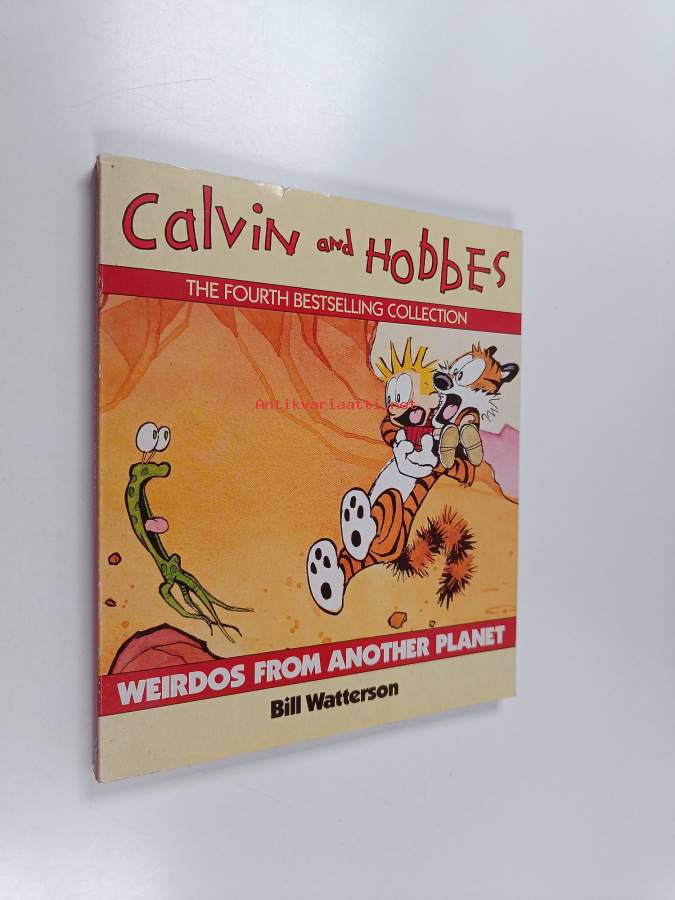 Calvin and Hobbes
THE FOURTH BESTSELLING COLLECTION
Antikvariaatti.net
WEIRDOS FROM ANOTHER PLANET
Bill Watterson